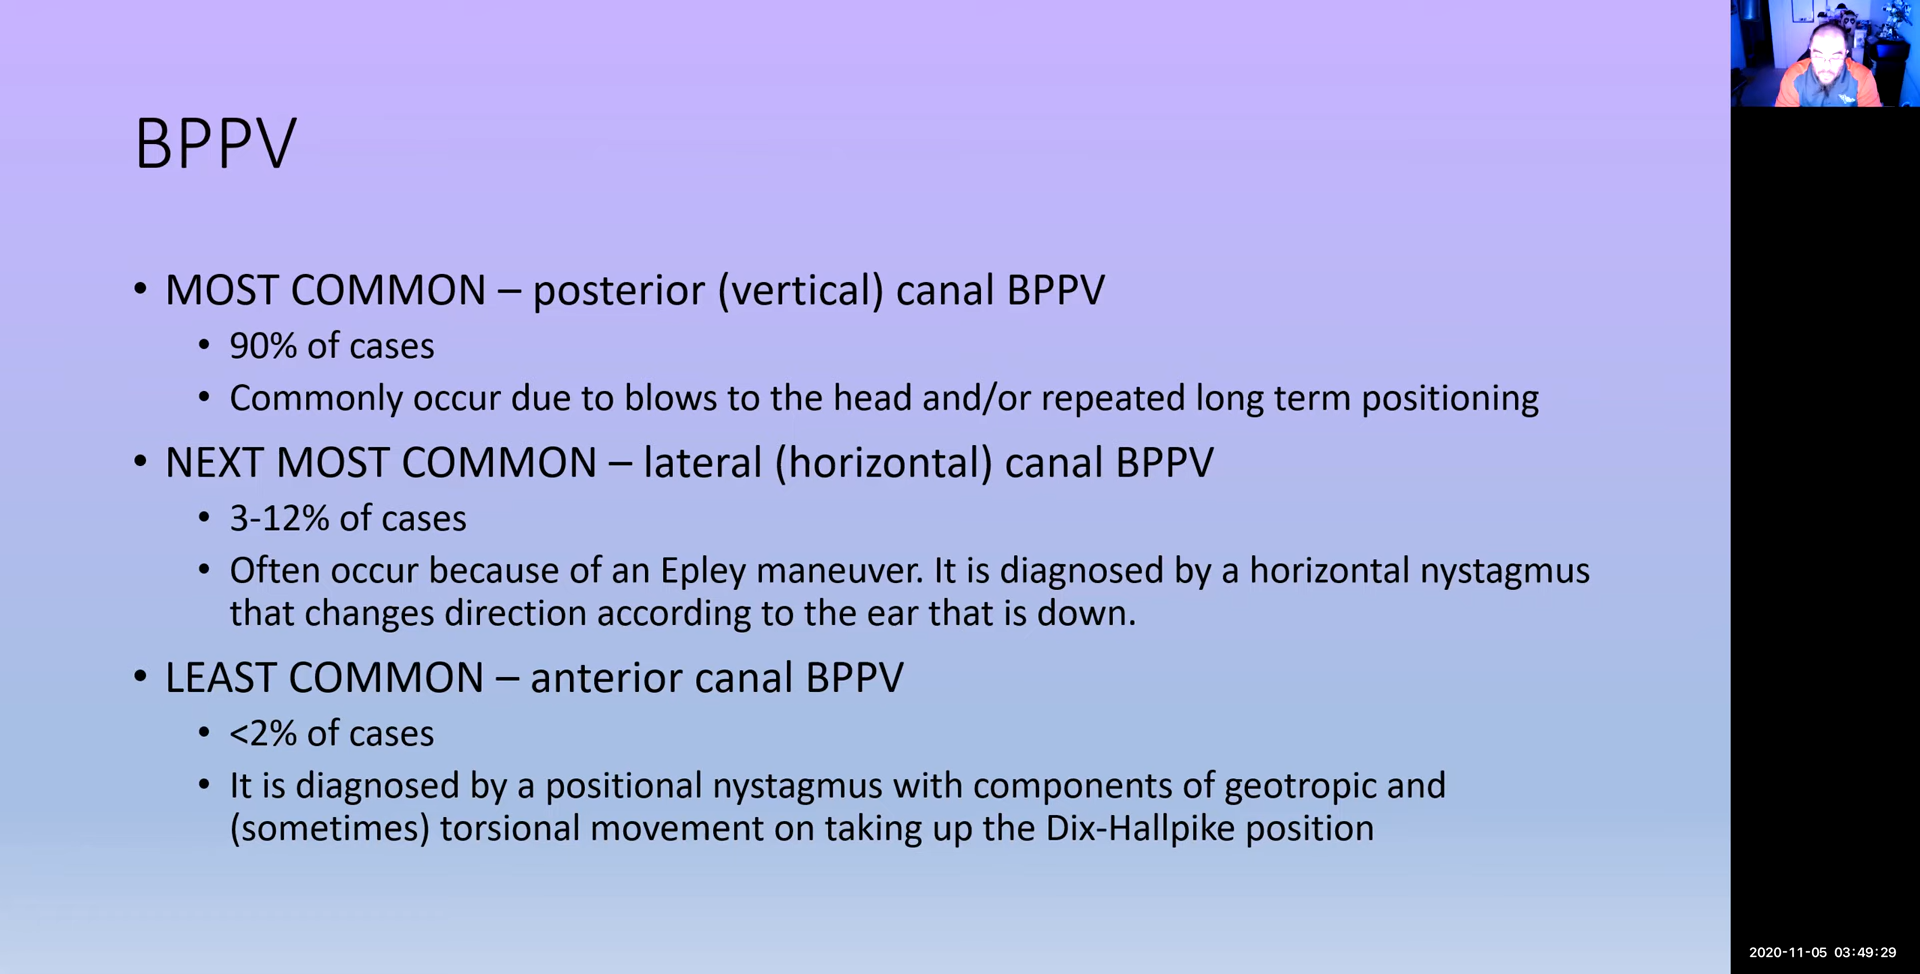 BPPV
• MOST COMMON – posterior (vertical) canal BPPV
• 90% of cases
• Commonly occur due to blows to the head and/or repeated long term positioning
• NEXT MOST COMMON – lateral (horizontal) canal BPPV
• 3-12% of cases
• Often occur because of an Epley maneuver. It is diagnosed by a horizontal nystagmus
that changes direction according to the ear that is down.
• LEAST COMMON – anterior canal BPPV
• <2% of cases
• It is diagnosed by a positional nystagmus with components of geotropic and
(sometimes) torsional movement on taking up the Dix-Hallpike position
2020-11-05 03:49:29